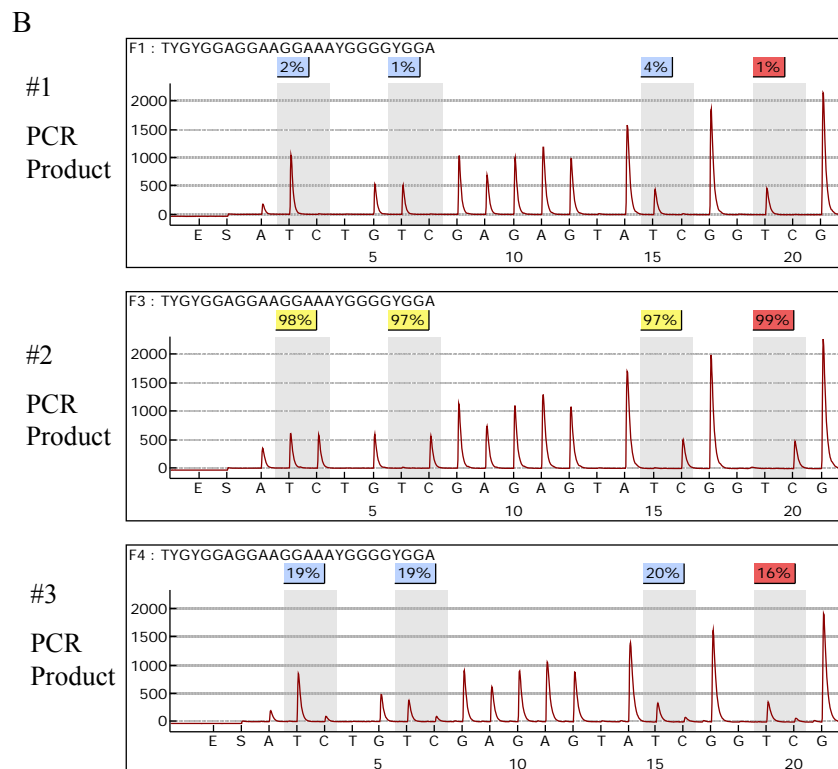 B
#1
PCR
Product
F1 : TYGYGGAGGAAGGAAAYGGGGYGGA
2% 1% 4% 1%
2000
1500
1000
500
0
E S A T C T G T C G A G A G T A T C G G T C G
5 10 15 20
#2
PCR
Product
F3 : TYGYGGAGGAAGGAAAYGGGGYGGA
98% 97% 97% 99%
2000
1500
1000
500
0
E S A T C T G T C G A G A G T A T C G G T C G
5 10 15 20
#3
PCR
Product
F4 : TYGYGGAGGAAGGAAAYGGGGYGGA
19% 19% 20% 16%
2000
1500
1000
500
0
E S A T C T G T C G A G A G T A T C G G T C G
5 10 15 20